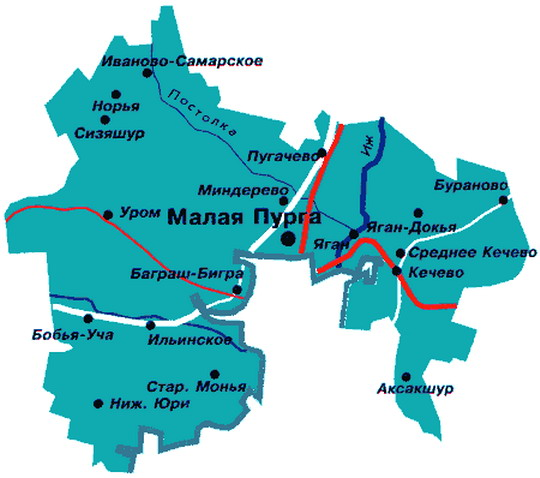 Иваново-Самарское
Норья
Постолка
Сизяшур
Иж
Пугачево
Миндерево
Бураново
Уром
Малая Пурга
Яган-Докья
Яган
Среднее Кечево
Баграш-Бигра
Кечево
Бобья-Уча
Ильинское
Стар. Монья
Аксакшур
Ниж. Юри